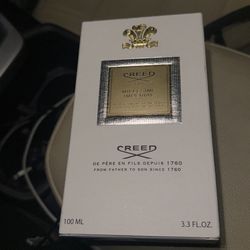 CREED
CREED
DE PÈRE EN FILS DEPUIS 1760
FROM FATHER TO SON SINCE 1760
100 ML
3.3 FL.OZ.